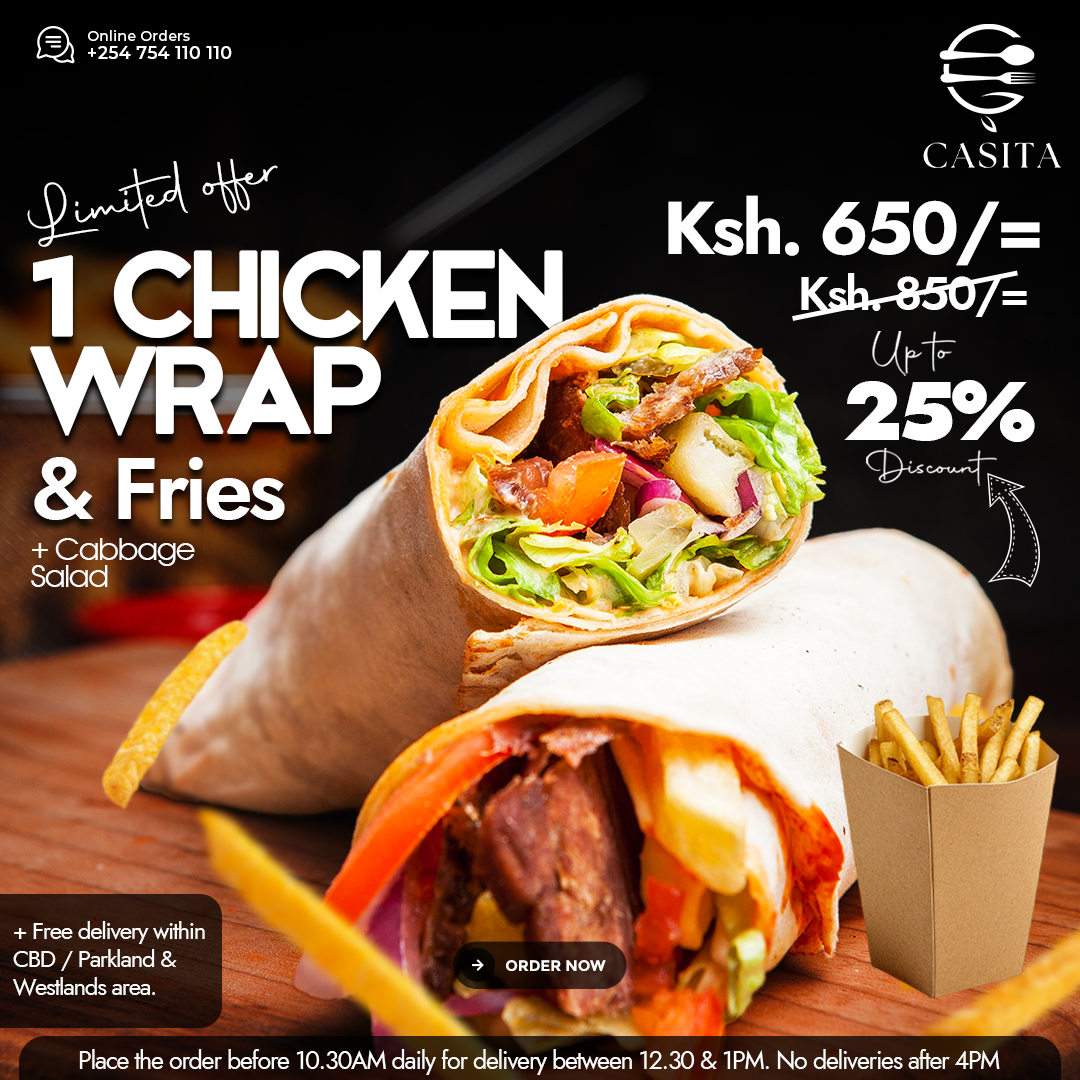 Online Orders
+254 754 110 110
CASITA
Limited offer
1 CHICKEN
WRAP
& Fries
+ Cabbage
Salad
Ksh. 650/=
Ksh. 850/=
Up to
25%
Discount
+ Free delivery within
CBD / Parkland &
Westlands area.
ORDER NOW
Place the order before 10.30AM daily for delivery between 12.30 & 1PM. No deliveries after 4PM